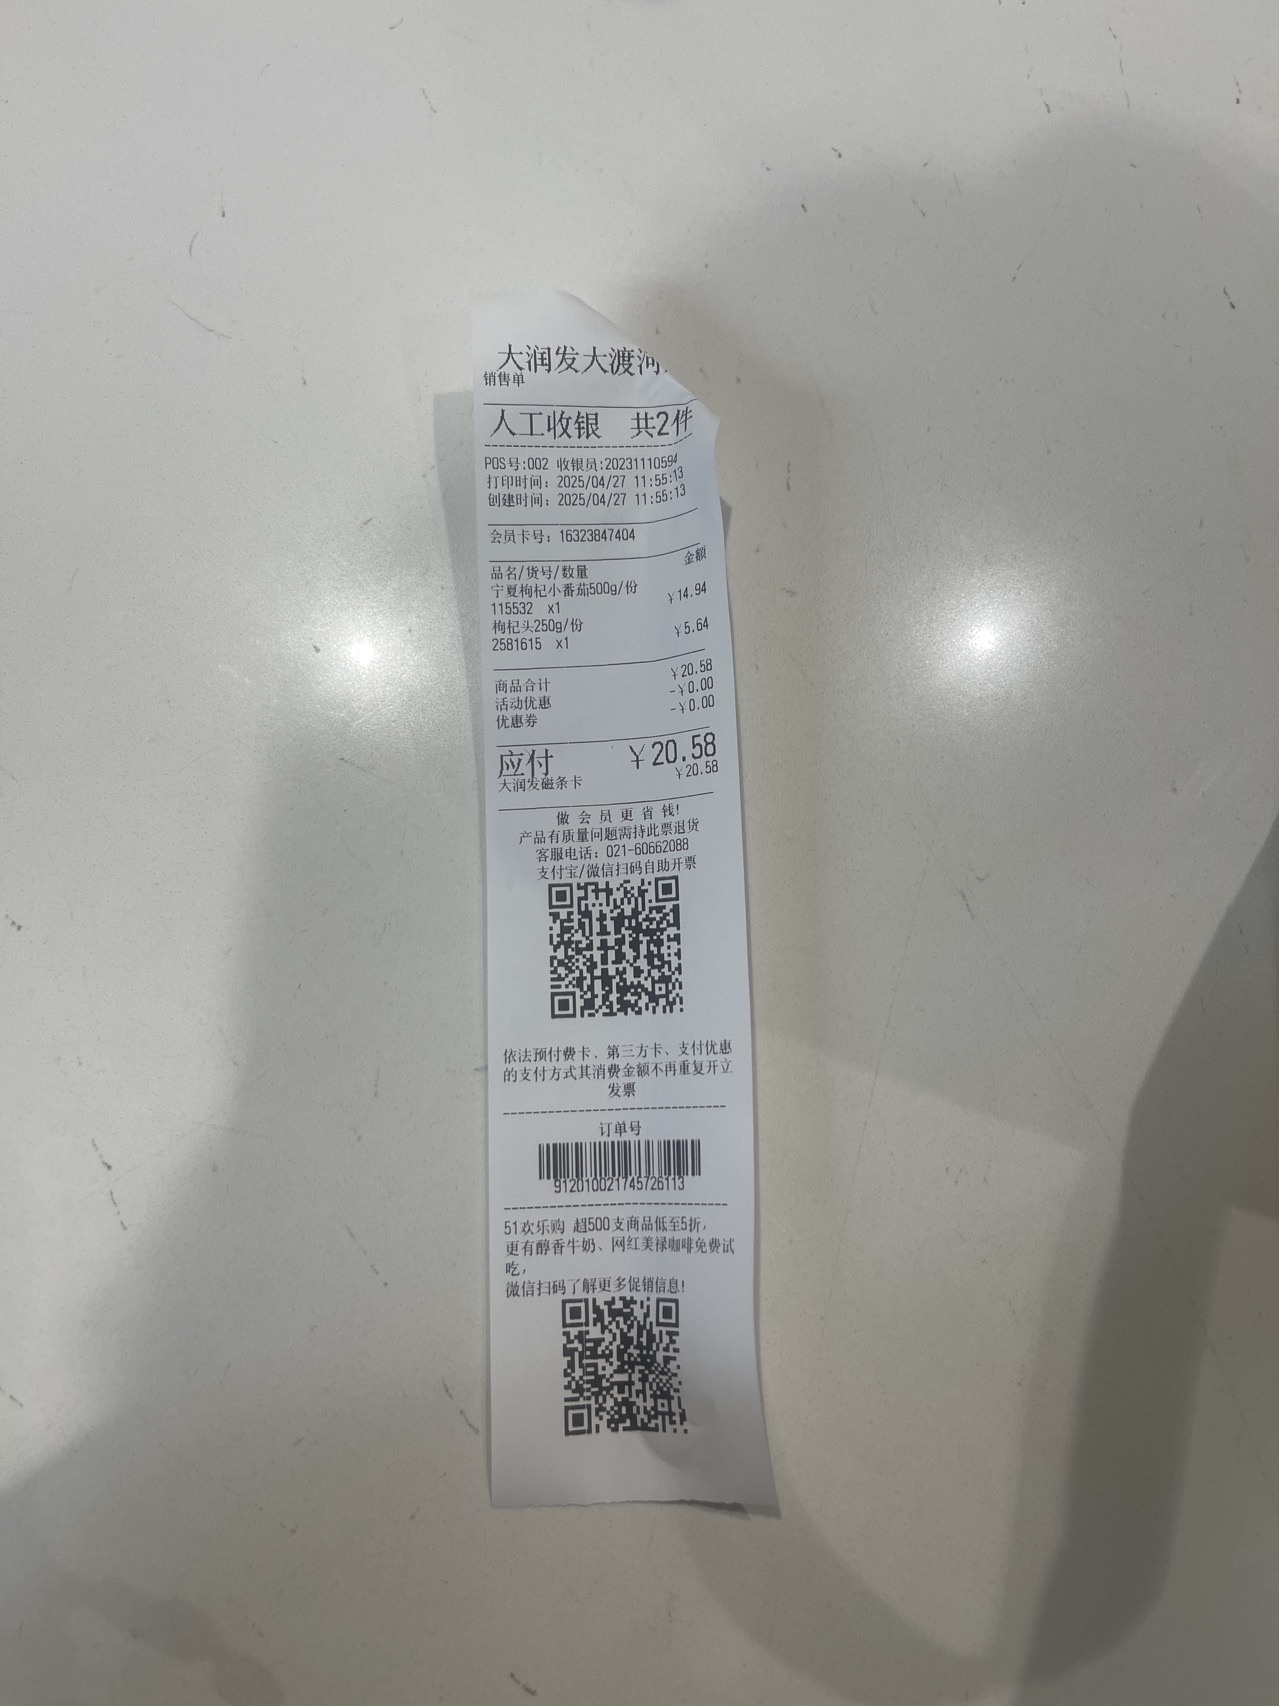 大润发大渡河
销售单
人工收银 共2件
POS号:002 收银员:20231110594
打印时间: 2025/04/27 11:55:13
创建时间: 2025/04/27 11:55:13
会员卡号: 16323847404
金额
品名/货号/数量
宁夏枸杞小番茄500g/份 ￥14.94
115532 x1
枸杞头250g/份 ￥5.64
2581615 x1
商品合计 ￥20.58
活动优惠 -￥0.00
优惠券 -￥0.00
应付 ￥20.58
大润发磁条卡 ￥20.58
做会员更省钱!
产品有质量问题需持此票退货
客服电话: 021-60662088
支付宝/微信扫码自助开票
依法预付费卡、第三方卡、支付优惠
的支付方式其消费金额不再重复开立
发票
订单号
912010021745726113
51欢乐购 超500支商品低至5折,
更有醇香牛奶、网红美禄咖啡免费试
吃,
微信扫码了解更多促销信息!